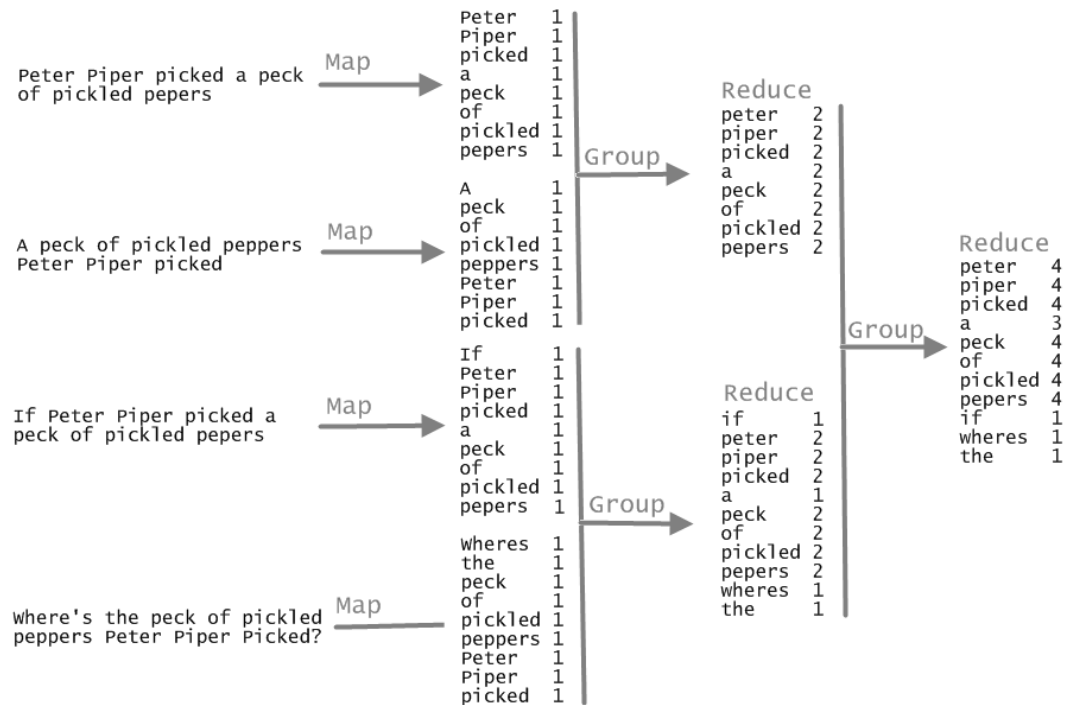 Peter Piper picked a peck
of pickled pepers
Map
Peter 1
Piper 1
picked 1
a 1
peck 1
of 1
pickled 1
pepers 1
A peck of pickled peppers
Peter Piper picked
Map
A 1
peck 1
of 1
pickled 1
peppers 1
Peter 1
Piper 1
picked 1
If Peter Piper picked a
peck of pickled pepers
Map
If 1
Peter 1
Piper 1
picked 1
a 1
peck 1
of 1
pickled 1
pepers 1
Where's the peck of pickled
peppers Peter Piper Picked?
Map
Wheres 1
the 1
peck 1
of 1
pickled 1
peppers 1
Peter 1
Piper 1
picked 1
Group
Reduce
peter 2
piper 2
picked 2
a 2
peck 2
of 2
pickled 2
pepers 2
Group
Reduce
if 1
peter 2
piper 2
picked 2
a 1
peck 2
of 2
pickled 2
pepers 2
wheres 1
the 1
Group
Reduce
peter 4
piper 4
picked 4
a 3
peck 4
of 4
pickled 4
pepers 4
if 1
wheres 1
the 1